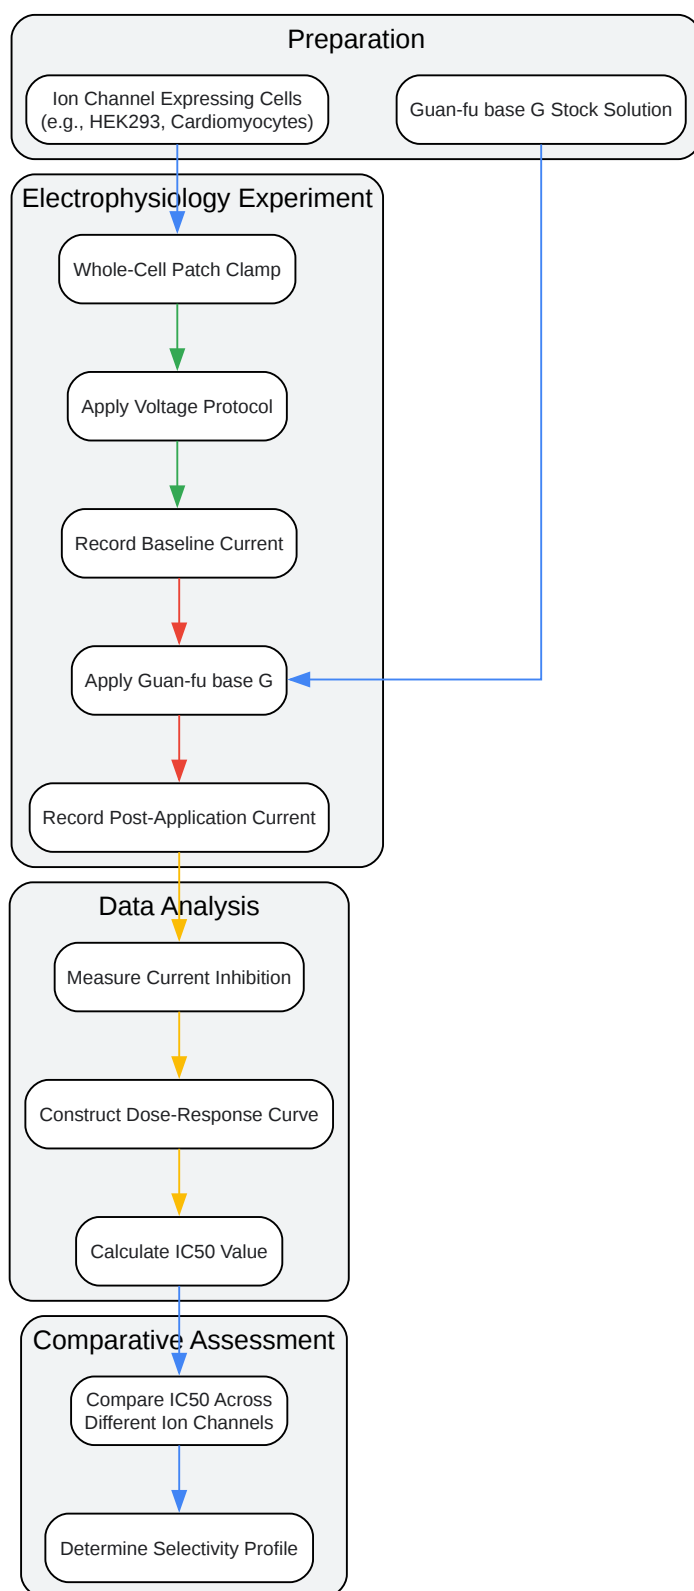 Preparation
Ion Channel Expressing Cells
(e.g., HEK293, Cardiomyocytes)
Guan-fu base G Stock Solution
Electrophysiology Experiment
Whole-Cell Patch Clamp
Apply Voltage Protocol
Record Baseline Current
Apply Guan-fu base G
Record Post-Application Current
Data Analysis
Measure Current Inhibition
Construct Dose-Response Curve
Calculate IC50 Value
Comparative Assessment
Compare IC50 Across
Different Ion Channels
Determine Selectivity Profile